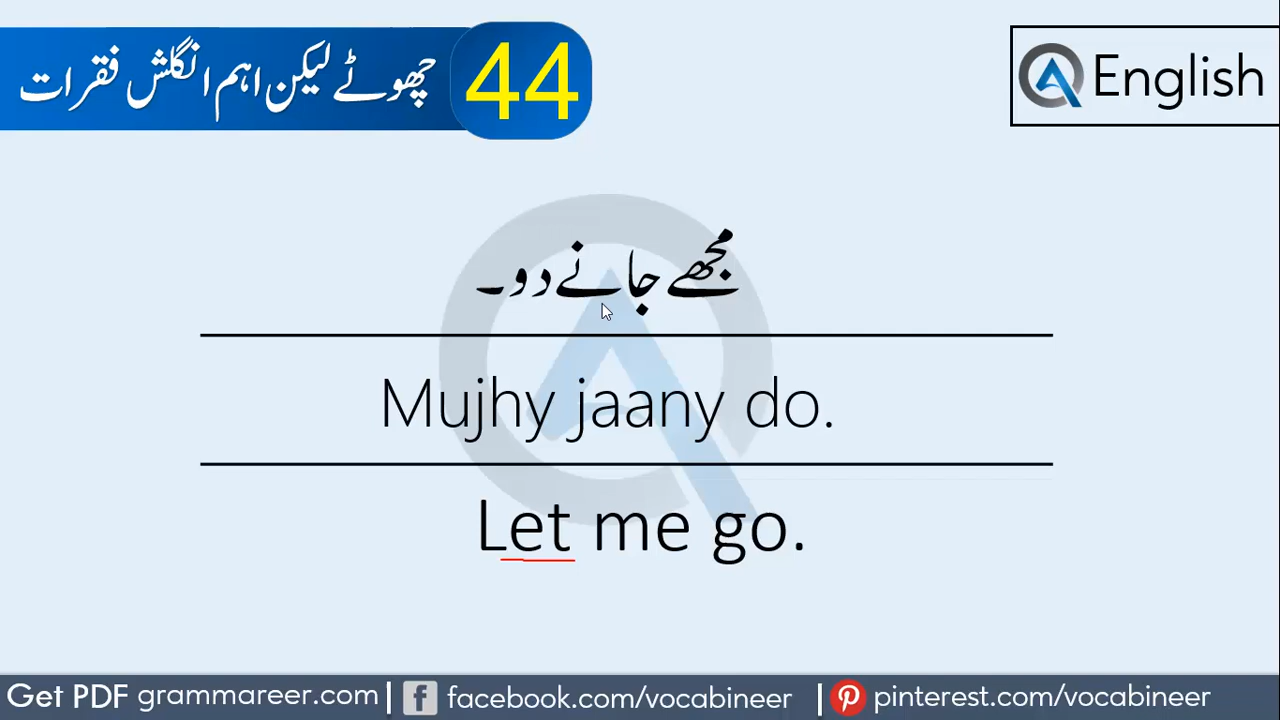 44 چھوٹے لیکن اہم انگلش فقرات
AQ English
مجھے جانے دو۔
Mujhy jaany do.
Let me go.
Get PDF grammareer.com | f facebook.com/vocabineer | pinterest.com/vocabineer